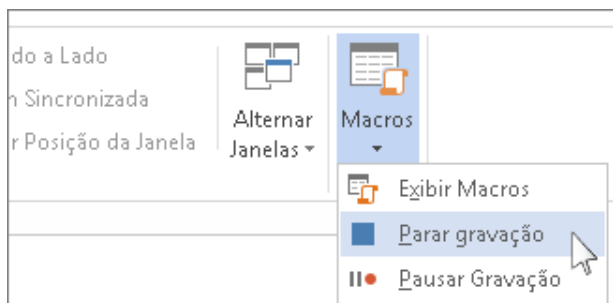 do a Lado
Sincronizada
r Posição da Janela
Alternar
Janelas
Macros
Exibir Macros
Parar gravação
Pausar Gravação